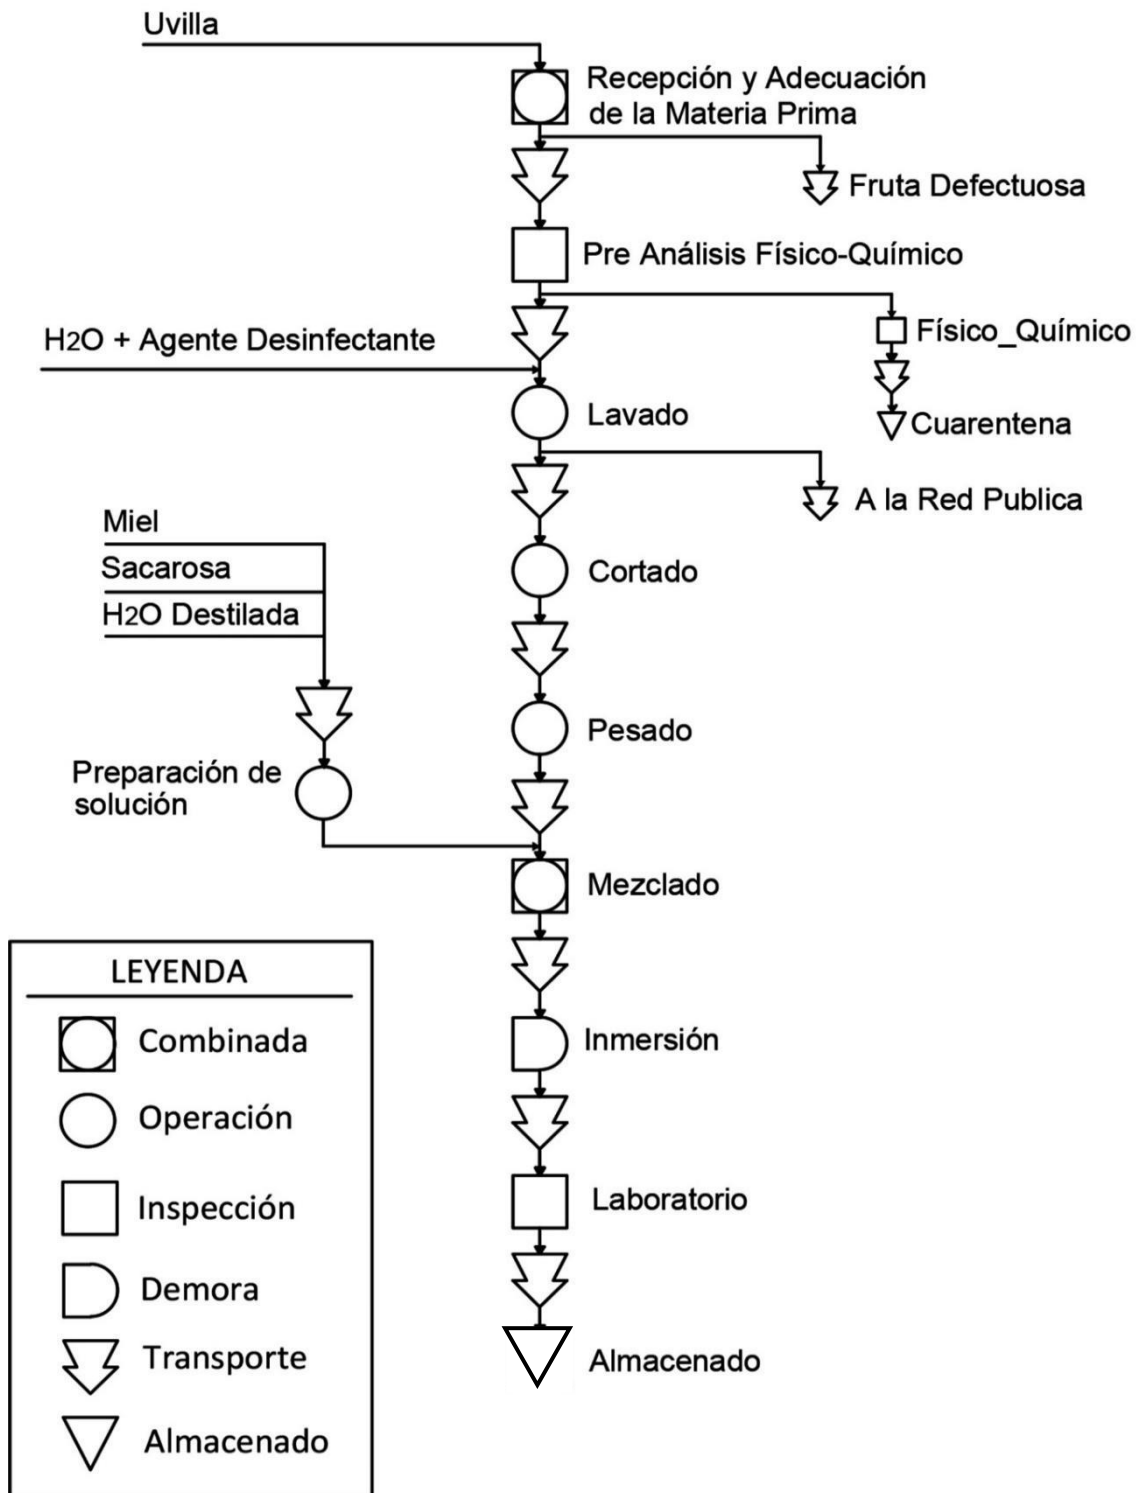 Uvilla
Recepción y Adecuación
de la Materia Prima
Fruta Defectuosa
Pre Análisis Físico-Químico
H2O + Agente Desinfectante
Físico_Químico
Lavado
Cuarentena
A la Red Publica
Miel
Sacarosa
H2O Destilada
Cortado
Pesado
Preparación de
solución
Mezclado
Inmersión
Laboratorio
Almacenado
LEYENDA
Combinada
Operación
Inspección
Demora
Transporte
Almacenado